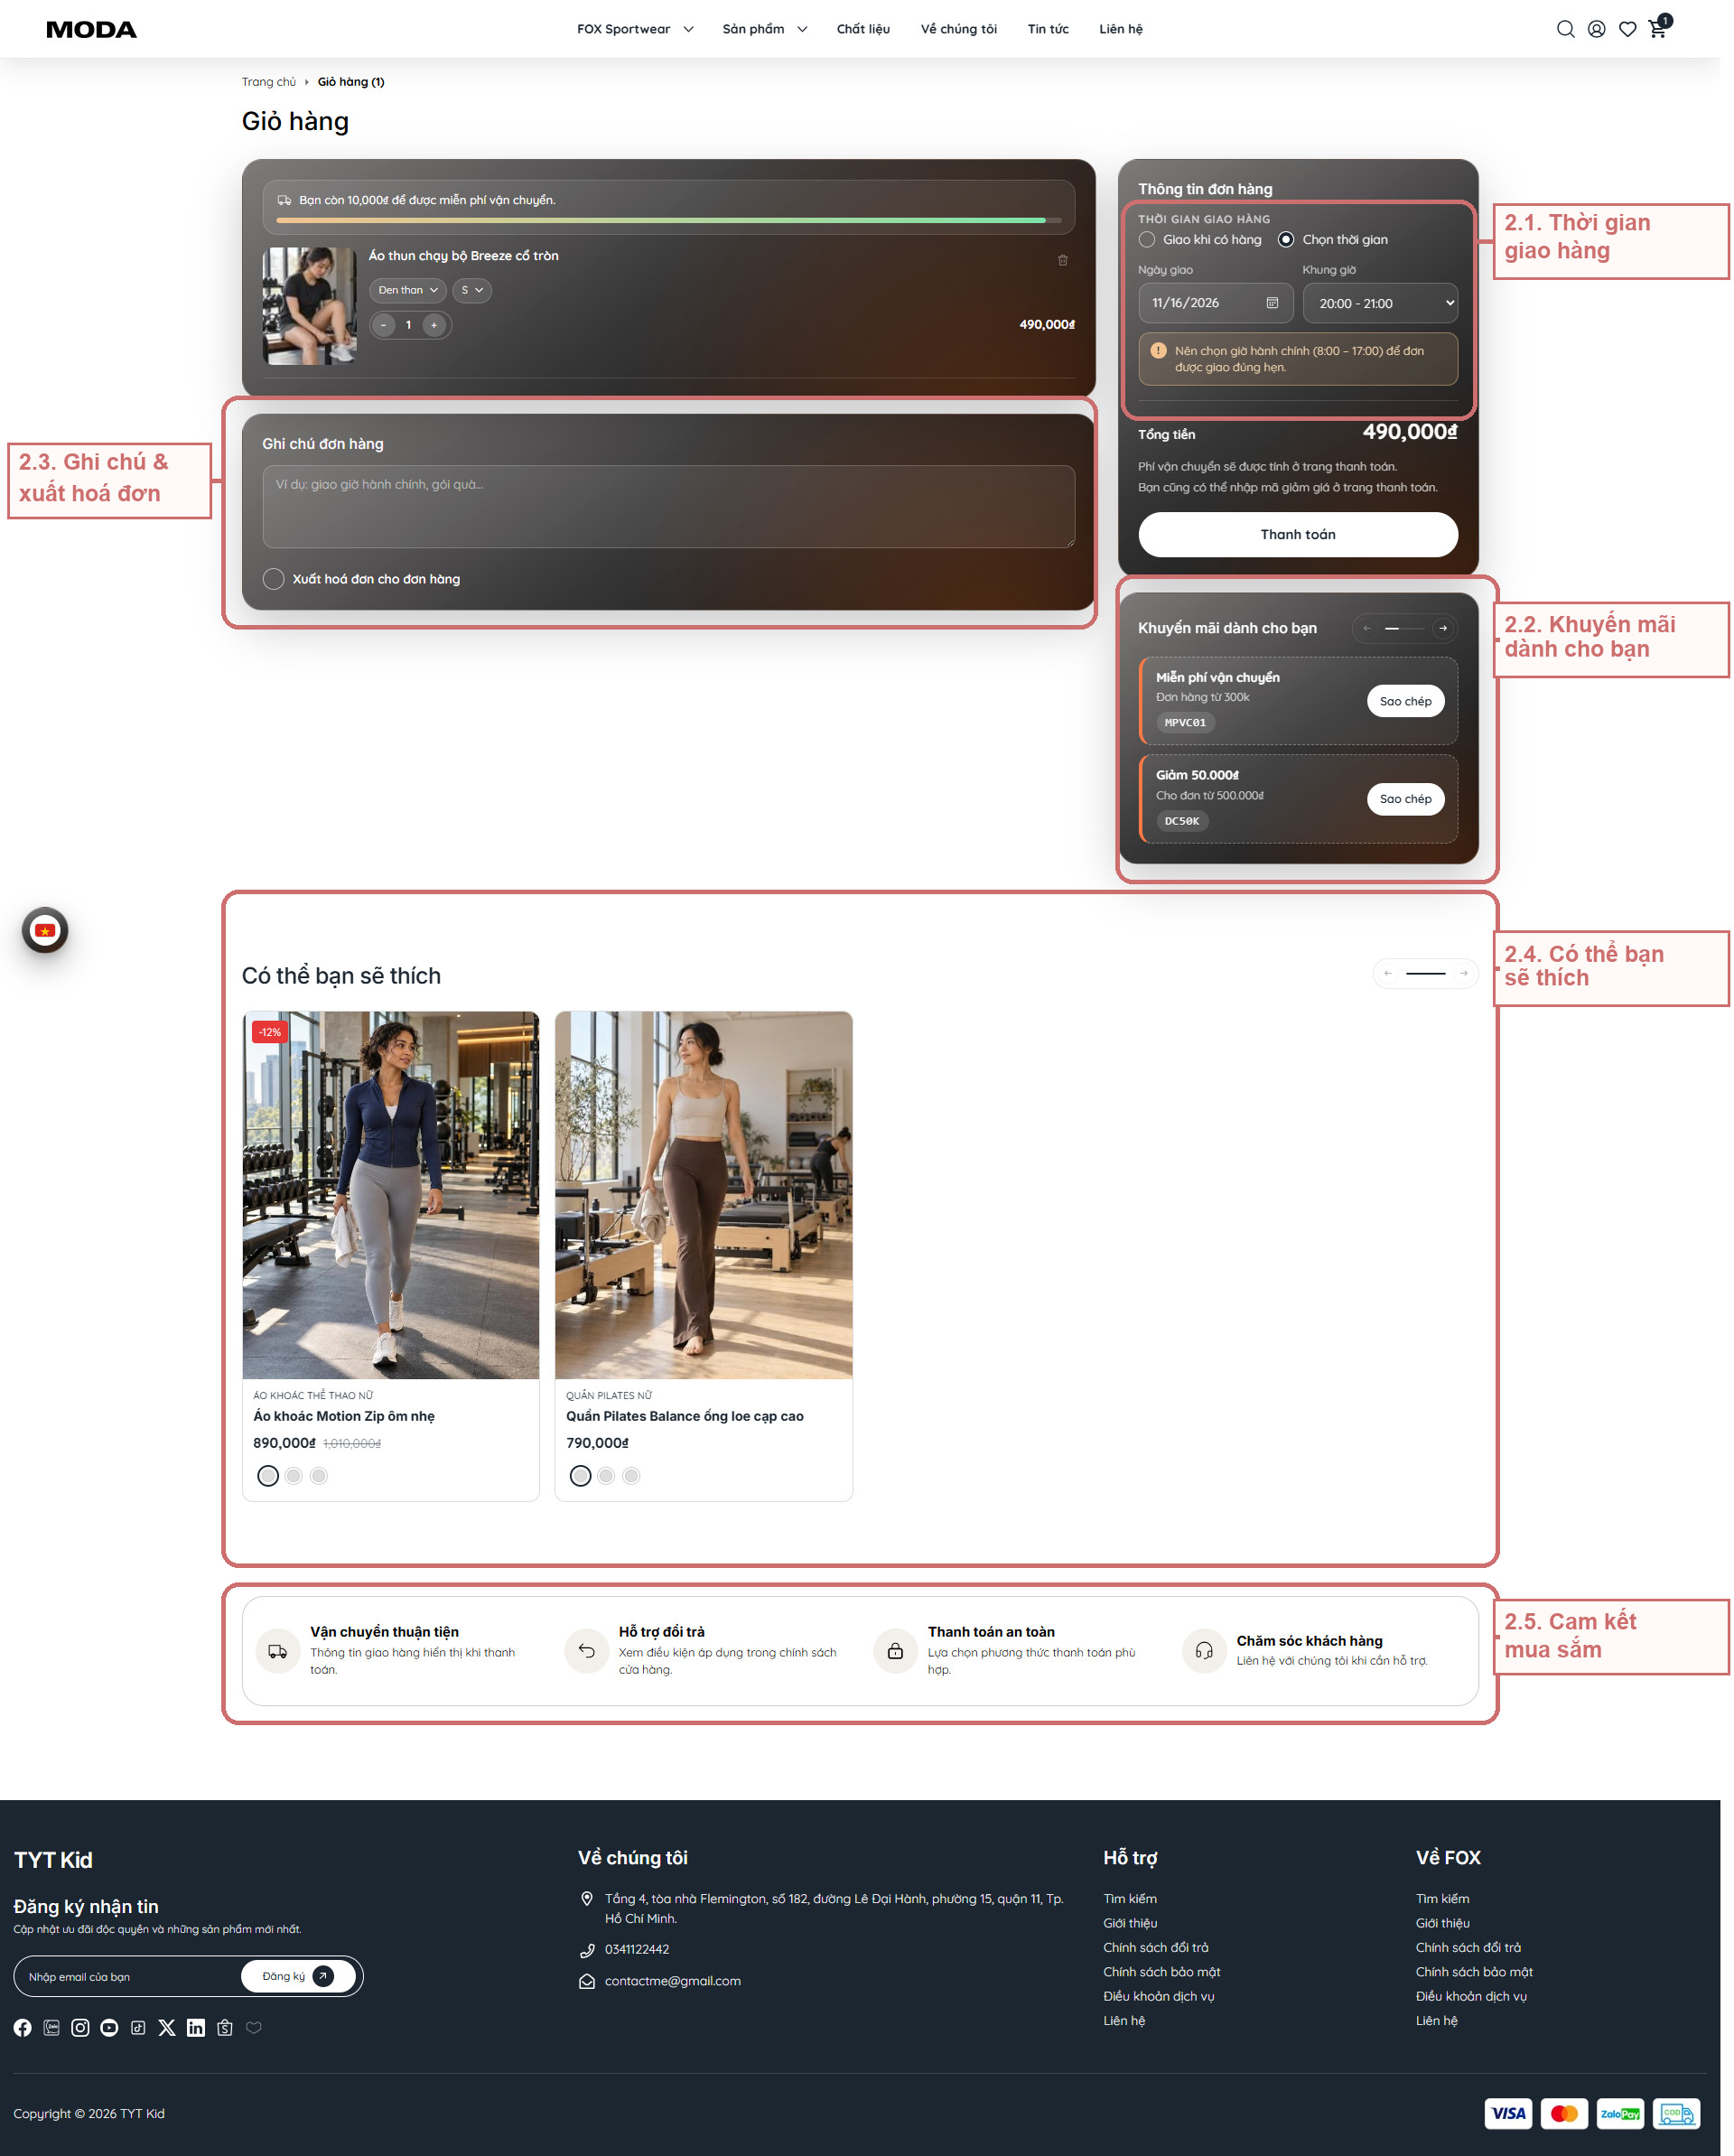 MODA
FOX Sportwear
Sản phẩm
Chất liệu
Về chúng tôi
Tin tức
Liên hệ
1
Trang chủ
Giỏ hàng (1)
Giỏ hàng
Bạn còn 10,000₫ để được miễn phí vận chuyển.
Áo thun chạy bộ Breeze cổ tròn
Đen than
S
- 1 +
490,000₫
Thông tin đơn hàng
THỜI GIAN GIAO HÀNG
Giao khi có hàng
Chọn thời gian
Ngày giao
Khung giờ
11/16/2026
20:00 - 21:00
! Nên chọn giờ hành chính (8:00 – 17:00) để đơn
được giao đúng hẹn.
2.1. Thời gian
giao hàng
Tổng tiền
490,000₫
Phí vận chuyển sẽ được tính ở trang thanh toán.
Bạn cũng có thể nhập mã giảm giá ở trang thanh toán.
Thanh toán
2.3. Ghi chú &
xuất hoá đơn
Ghi chú đơn hàng
Ví dụ: giao giờ hành chính, gói quà...
Xuất hoá đơn cho đơn hàng
Khuyến mãi dành cho bạn
Miễn phí vận chuyển
Đơn hàng từ 300k
MPVC01
Sao chép
Giảm 50.000₫
Cho đơn từ 500.000₫
DC50K
Sao chép
2.2. Khuyến mãi
dành cho bạn
Có thể bạn sẽ thích
2.4. Có thể bạn
sẽ thích
-12%
ÁO KHOÁC THỂ THAO NỮ
Áo khoác Motion Zip ôm nhẹ
890,000₫ 1,010,000₫
QUẦN PILATES NỮ
Quần Pilates Balance ống loe cạp cao
790,000₫
Vận chuyển thuận tiện
Thông tin giao hàng hiển thị khi thanh
toán.
Hỗ trợ đổi trả
Xem điều kiện áp dụng trong chính sách
cửa hàng.
Thanh toán an toàn
Lựa chọn phương thức thanh toán phù
hợp.
Chăm sóc khách hàng
Liên hệ với chúng tôi khi cần hỗ trợ.
2.5. Cam kết
mua sắm
TYT Kid
Đăng ký nhận tin
Cập nhật ưu đãi độc quyền và những sản phẩm mới nhất.
Nhập email của bạn
Đăng ký
Về chúng tôi
Tầng 4, tòa nhà Flemington, số 182, đường Lê Đại Hành, phường 15, quận 11, Tp.
Hồ Chí Minh.
0341122442
contactme@gmail.com
Hỗ trợ
Tìm kiếm
Giới thiệu
Chính sách đổi trả
Chính sách bảo mật
Điều khoản dịch vụ
Liên hệ
Về FOX
Tìm kiếm
Giới thiệu
Chính sách đổi trả
Chính sách bảo mật
Điều khoản dịch vụ
Liên hệ
Copyright © 2026 TYT Kid
VISA
ZaloPay
COD